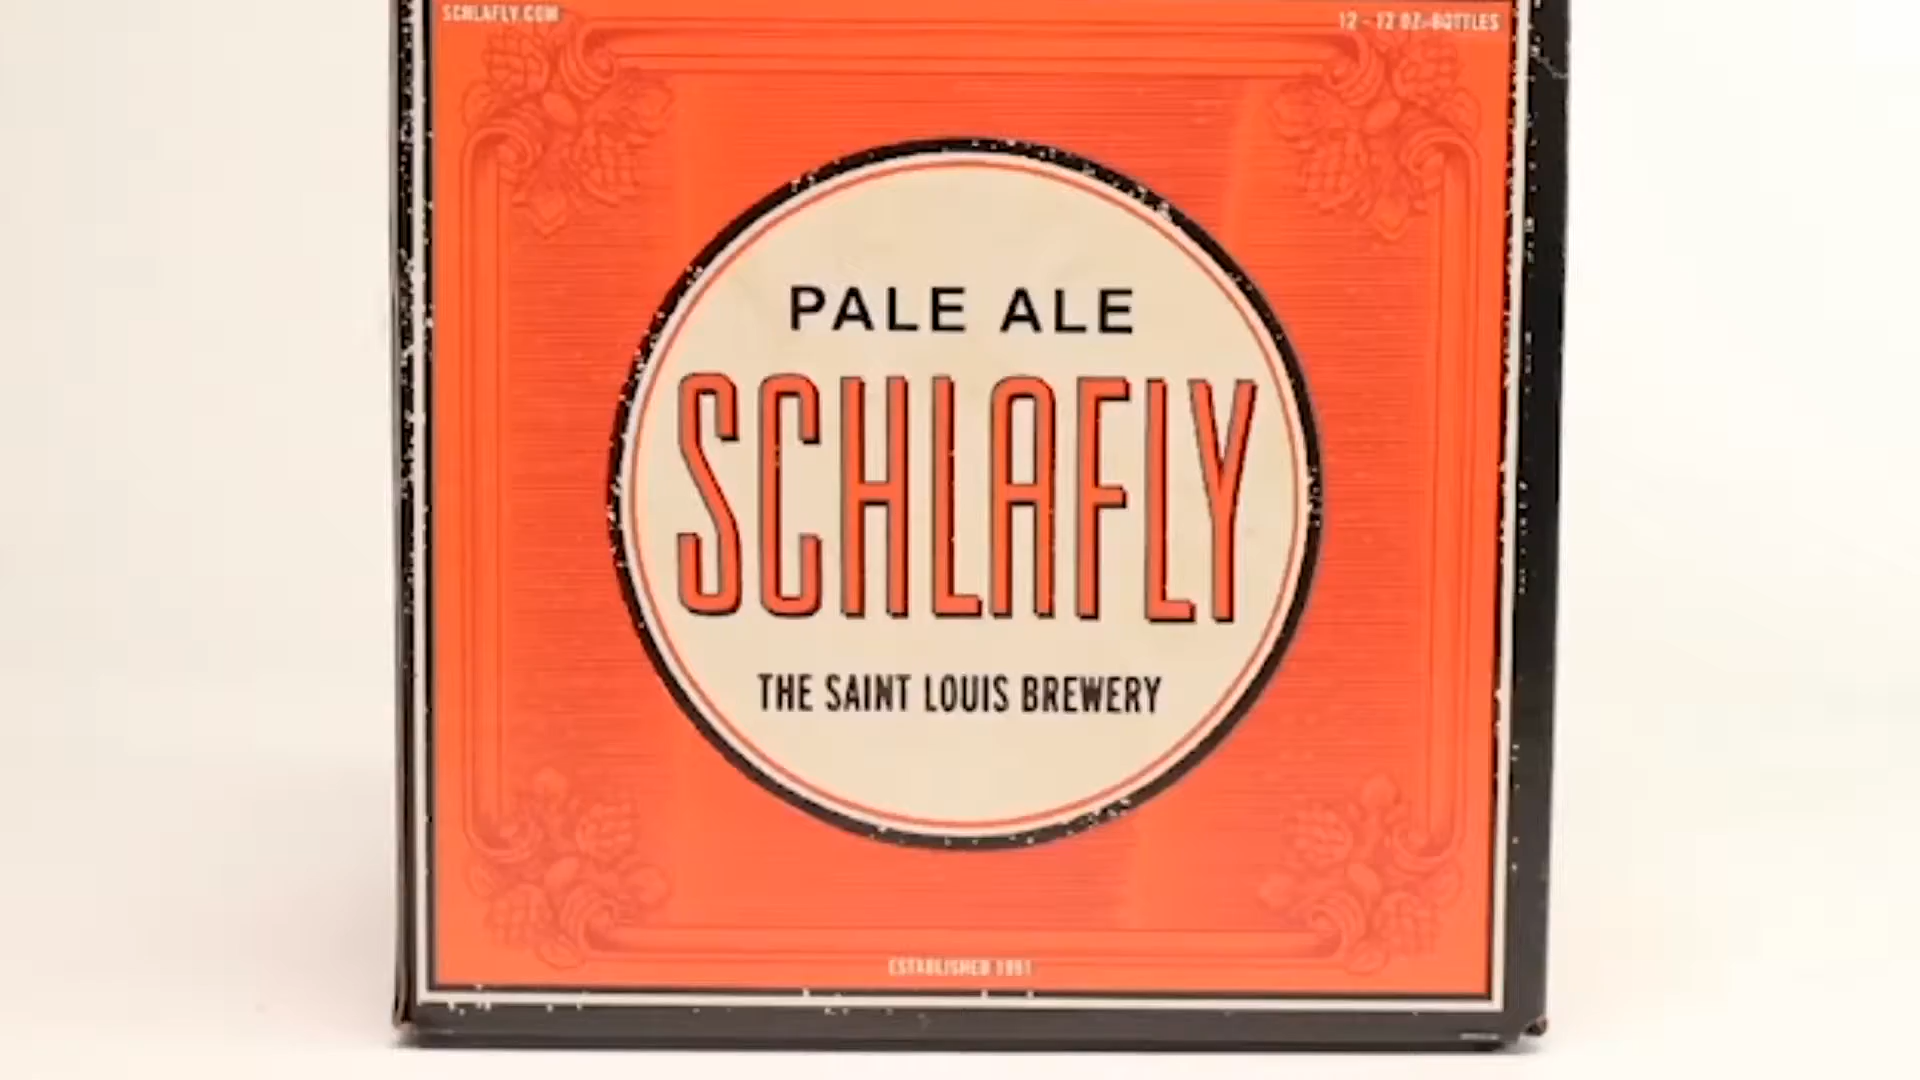 SCHLAFLY.COM
12 - 12 OZ. BOTTLES
PALE ALE
SCHLAFLY
THE SAINT LOUIS BREWERY
ESTABLISHED 1991